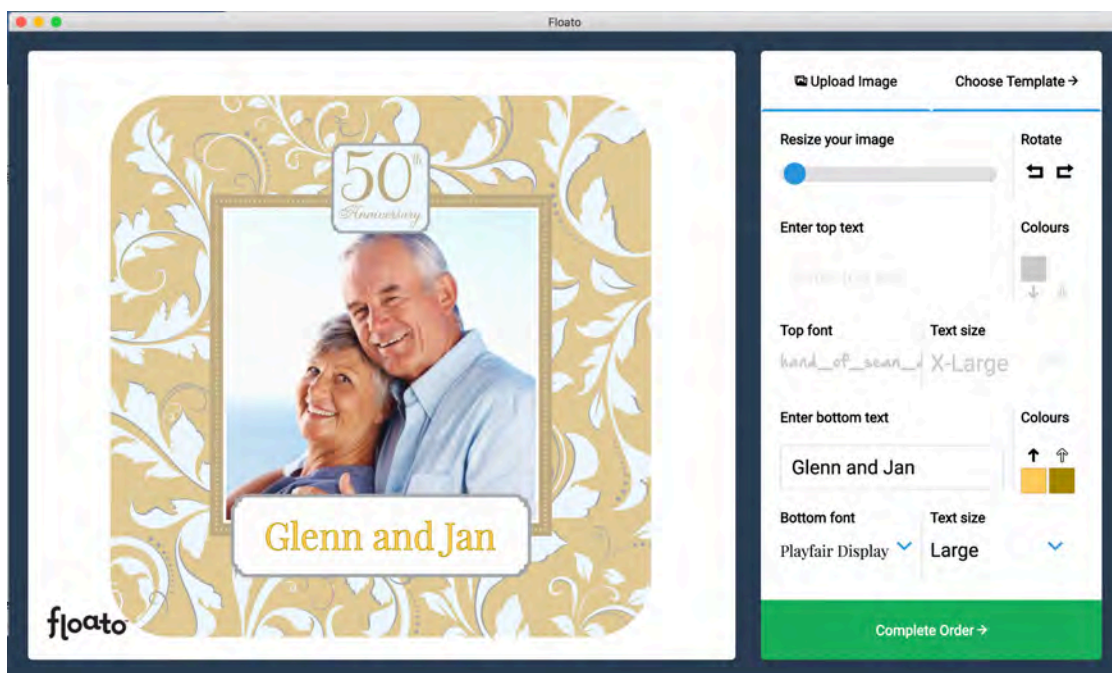 Floato
50th
Anniversary
Glenn and Jan
floato
Upload Image
Choose Template →
Resize your image
Rotate
Enter top text
Colours
Top font
Text size
X-Large
Enter bottom text
Colours
Glenn and Jan
Bottom font
Text size
Playfair Display
Large
Complete Order →